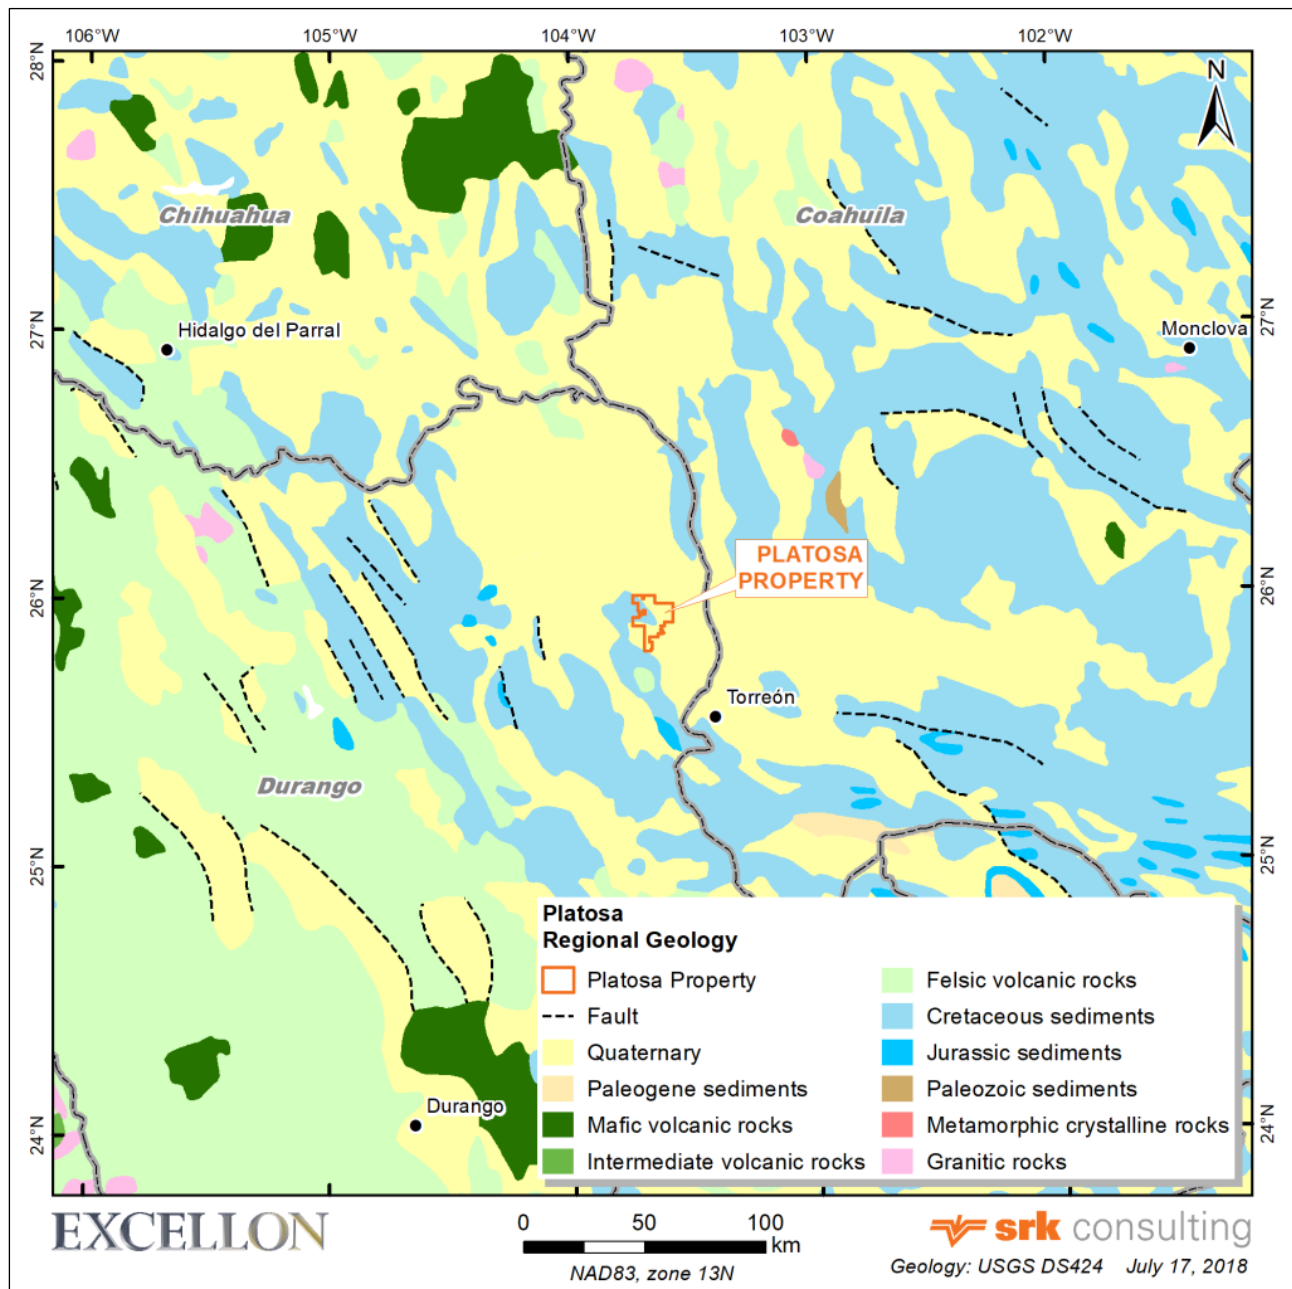 106°W 105°W 104°W 103°W 102°W
28°N
28°N
N
Chihuahua
Coahuila
27°N
27°N
Hidalgo del Parral
Monclova
PLATOSA
PROPERTY
26°N
26°N
Torreón
Durango
25°N
25°N
Platosa
Regional Geology
Platosa Property
Fault
Quaternary
Paleogene sediments
Mafic volcanic rocks
Intermediate volcanic rocks
Felsic volcanic rocks
Cretaceous sediments
Jurassic sediments
Paleozoic sediments
Metamorphic crystalline rocks
Granitic rocks
Durango
24°N
24°N
EXCELLON
0 50 100
km
NAD83, zone 13N
srk consulting
Geology: USGS DS424 July 17, 2018